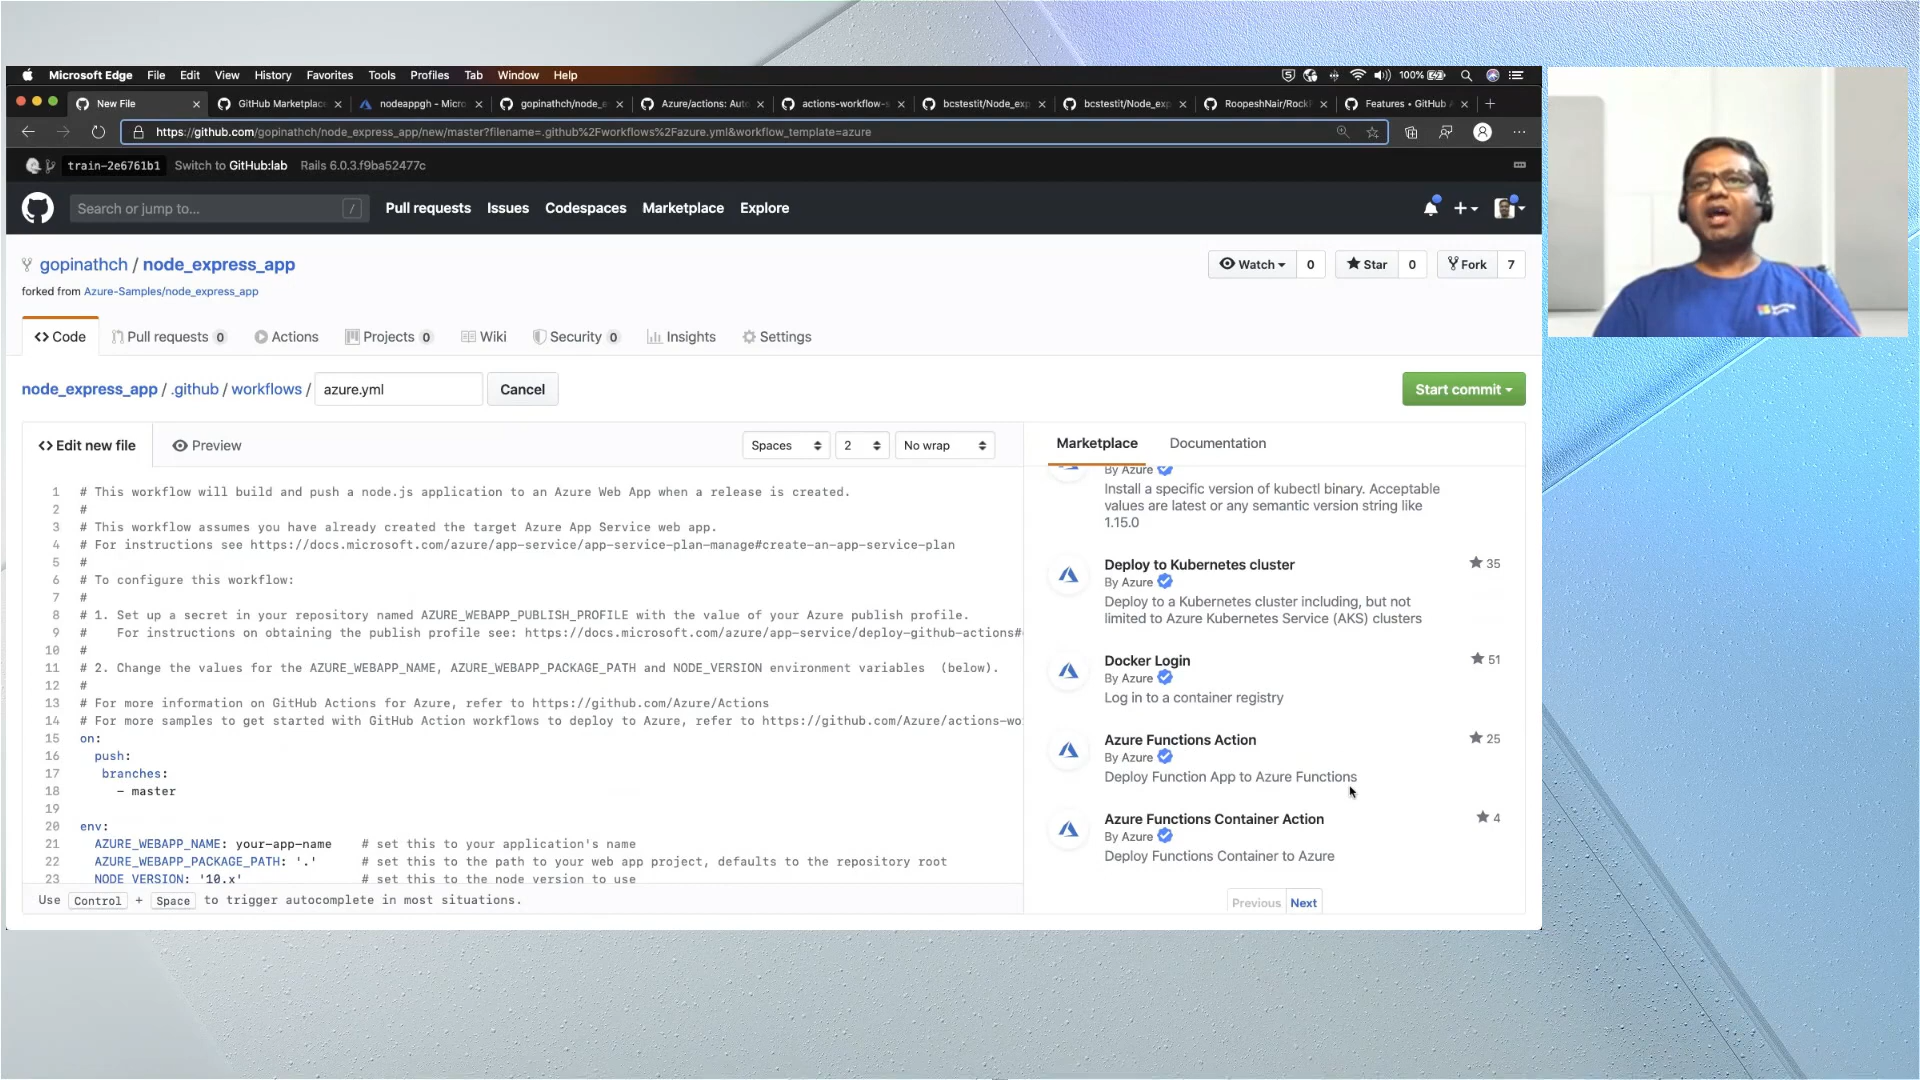 Microsoft Edge File Edit View History Favorites Tools Profiles Tab Window Help 100%
New File GitHub Marketplace nodeappgh - Micro gopinathch/node_e Azure/actions: Aut actions-workflow-s bcstestit/Node_exp bcstestit/Node_exp RoopeshNair/Rock Features • GitHub
https://github.com/gopinathch/node_express_app/new/master?filename=.github%2Fworkflows%2Fazure.yml&workflow_template=azure
train-2e6761b1 Switch to GitHub:lab Rails 6.0.3.f9ba52477c
Search or jump to... / Pull requests Issues Codespaces Marketplace Explore
gopinathch / node_express_app
Watch 0 Star 0 Fork 7
forked from Azure-Samples/node_express_app
Code Pull requests 0 Actions Projects 0 Wiki Security 0 Insights Settings
node_express_app / .github / workflows / azure.yml Cancel Start commit
<> Edit new file Preview Spaces 2 No wrap
1 # This workflow will build and push a node.js application to an Azure Web App when a release is created.
2 #
3 # This workflow assumes you have already created the target Azure App Service web app.
4 # For instructions see https://docs.microsoft.com/azure/app-service/app-service-plan-manage#create-an-app-service-plan
5 #
6 # To configure this workflow:
7 #
8 # 1. Set up a secret in your repository named AZURE_WEBAPP_PUBLISH_PROFILE with the value of your Azure publish profile.
9 #    For instructions on obtaining the publish profile see: https://docs.microsoft.com/azure/app-service/deploy-github-actions#
10 #
11 # 2. Change the values for the AZURE_WEBAPP_NAME, AZURE_WEBAPP_PACKAGE_PATH and NODE_VERSION environment variables  (below).
12 #
13 # For more information on GitHub Actions for Azure, refer to https://github.com/Azure/Actions
14 # For more samples to get started with GitHub Action workflows to deploy to Azure, refer to https://github.com/Azure/actions-wo
15 on:
16 push:
17 branches:
18 - master
19
20 env:
21 AZURE_WEBAPP_NAME: your-app-name # set this to your application's name
22 AZURE_WEBAPP_PACKAGE_PATH: '.' # set this to the path to your web app project, defaults to the repository root
23 NODE_VERSION: '10.x' # set this to the node version to use
Use Control + Space to trigger autocomplete in most situations.
Marketplace Documentation
By Azure
Install a specific version of kubectl binary. Acceptable
values are latest or any semantic version string like
1.15.0
Deploy to Kubernetes cluster 35
By Azure
Deploy to a Kubernetes cluster including, but not
limited to Azure Kubernetes Service (AKS) clusters
Docker Login 51
By Azure
Log in to a container registry
Azure Functions Action 25
By Azure
Deploy Function App to Azure Functions
Azure Functions Container Action 4
By Azure
Deploy Functions Container to Azure
Previous Next